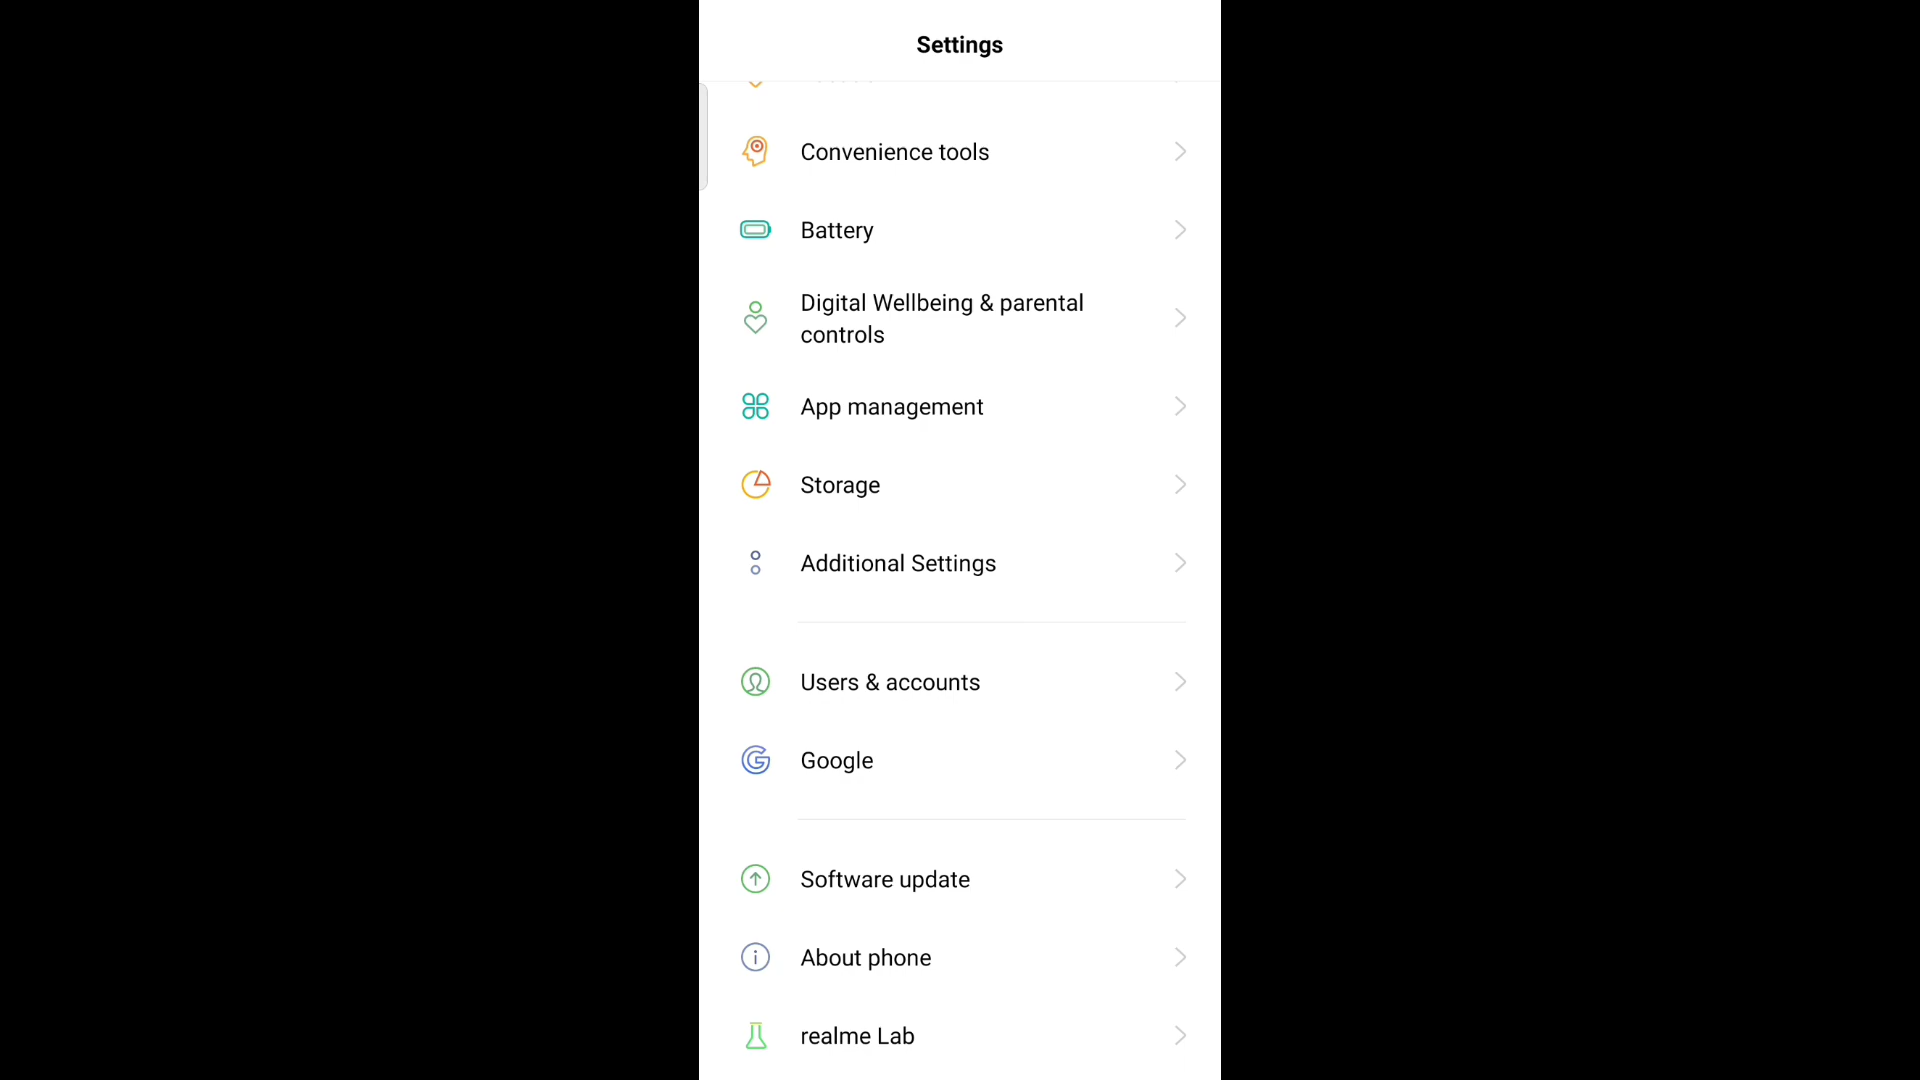 Settings
Convenience tools
Battery
Digital Wellbeing & parental
controls
App management
Storage
Additional Settings
Users & accounts
Google
Software update
About phone
realme Lab